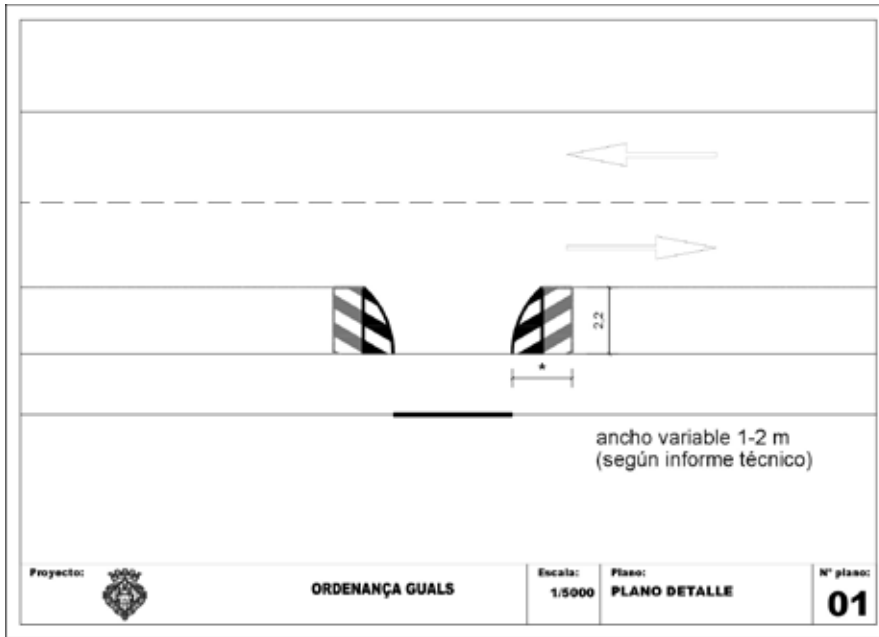 2,2
*
ancho variable 1-2 m
(según informe técnico)
Proyecto:
ORDENANÇA GUALS
Escala:
1/5000
Plano:
PLANO DETALLE
Nº plano:
01